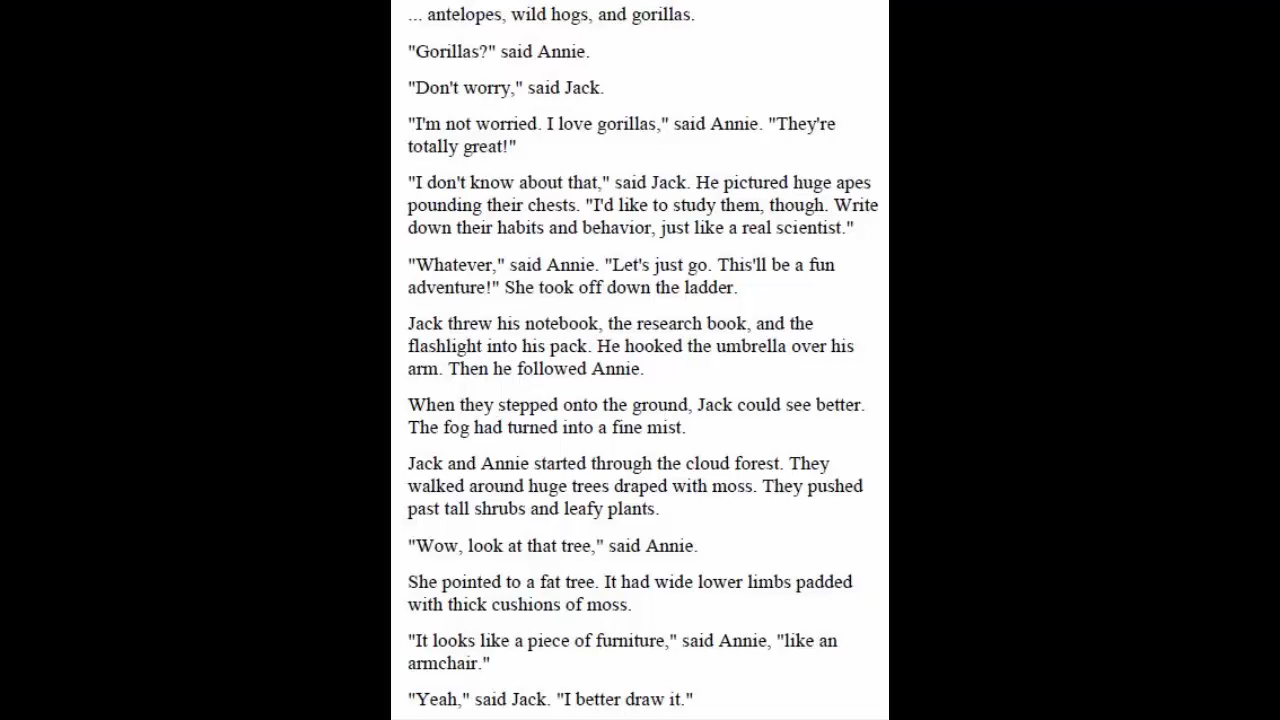 ... antelopes, wild hogs, and gorillas.
"Gorillas?" said Annie.
"Don't worry," said Jack.
"I'm not worried. I love gorillas," said Annie. "They're
totally great!"
"I don't know about that," said Jack. He pictured huge apes
pounding their chests. "I'd like to study them, though. Write
down their habits and behavior, just like a real scientist."
"Whatever," said Annie. "Let's just go. This'll be a fun
adventure!" She took off down the ladder.
Jack threw his notebook, the research book, and the
flashlight into his pack. He hooked the umbrella over his
arm. Then he followed Annie.
When they stepped onto the ground, Jack could see better.
The fog had turned into a fine mist.
Jack and Annie started through the cloud forest. They
walked around huge trees draped with moss. They pushed
past tall shrubs and leafy plants.
"Wow, look at that tree," said Annie.
She pointed to a fat tree. It had wide lower limbs padded
with thick cushions of moss.
"It looks like a piece of furniture," said Annie, "like an
armchair."
"Yeah," said Jack. "I better draw it."